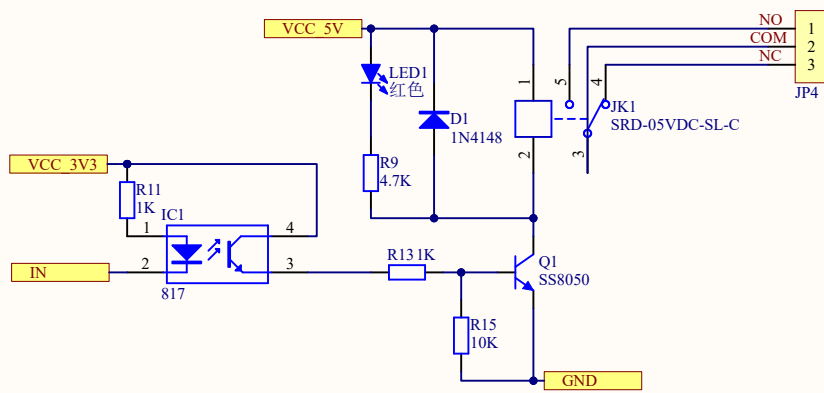 VCC_5V
NO
COM
NC
1
2
3
JP4
LED1
红色
1
5
4
JK1
SRD-05VDC-SL-C
D1
1N4148
2
3
VCC_3V3
R9
4.7K
R11
1K
IC1
1
4
IN
2
3
817
R13 1K
Q1
SS8050
R15
10K
GND